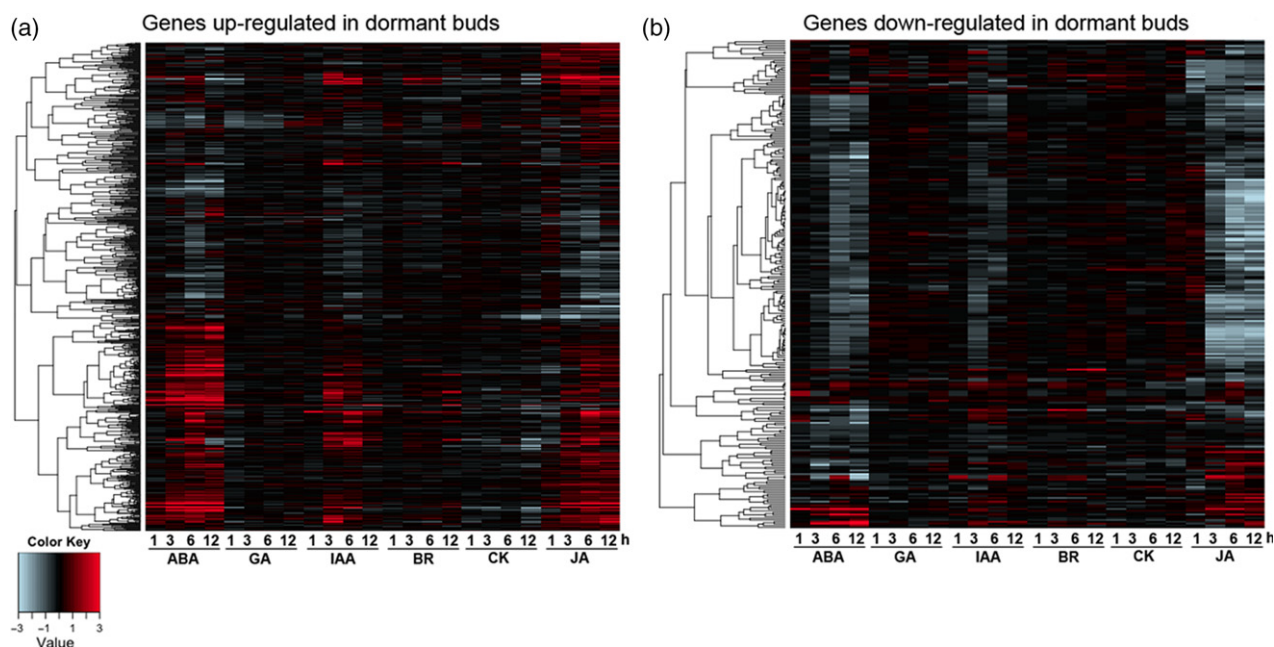 (a) Genes up-regulated in dormant buds
1 3 6 12 1 3 6 12 1 3 6 12 1 3 6 12 1 3 6 12 1 3 6 12 h
ABA GA IAA BR CK JA
Color Key
−3 −1 1 3
Value
(b) Genes down-regulated in dormant buds
1 3 6 12 1 3 6 12 1 3 6 12 1 3 6 12 1 3 6 12 1 3 6 12 h
ABA GA IAA BR CK JA